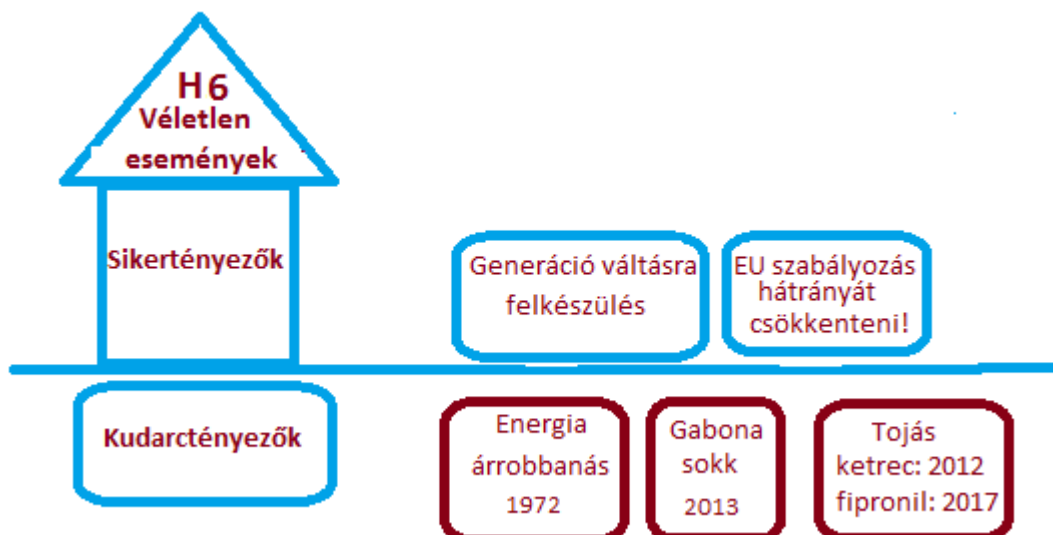 H6
Véletlen
események
Sikertényezők
Generáció váltásra
felkészülés
EU szabályozás
hátrányát
csökkenteni!
Kudarctényezők
Energia
árrobbanás
1972
Gabona
sokk
2013
Tojás
ketrec: 2012
fipronil: 2017